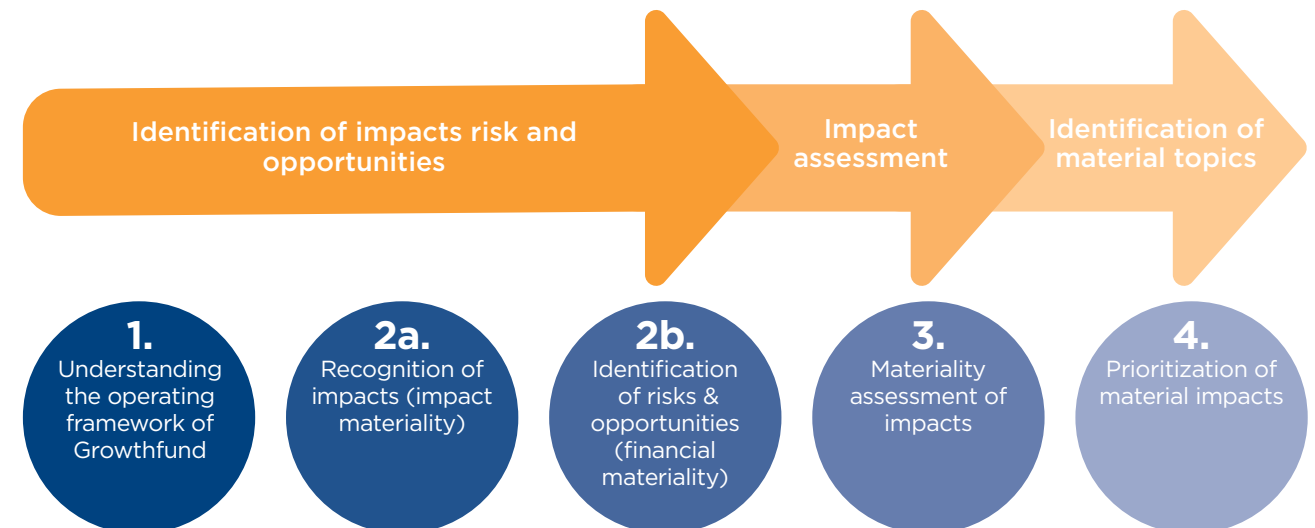 Identification of impacts risk and
opportunities
Impact
assessment
Identification of
material topics
1.
Understanding
the operating
framework of
Growthfund
2a.
Recognition of
impacts (impact
materiality)
2b.
Identification
of risks &
opportunities
(financial
materiality)
3.
Materiality
assessment of
impacts
4.
Prioritization of
material impacts